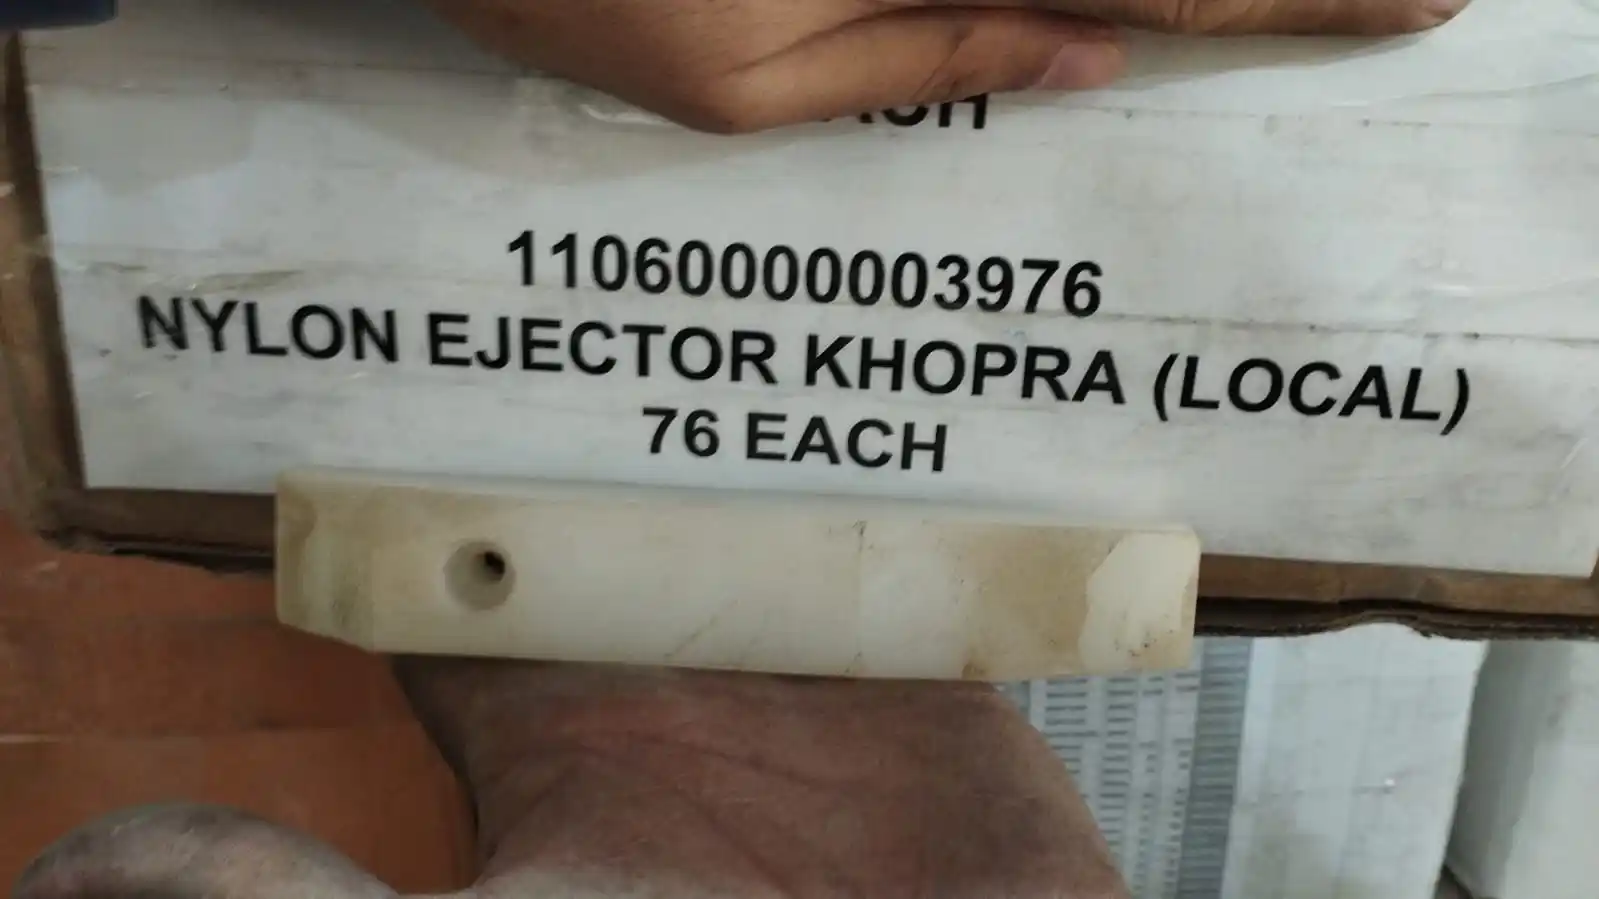 11060000003976
NYLON EJECTOR KHOPRA (LOCAL)
76 EACH